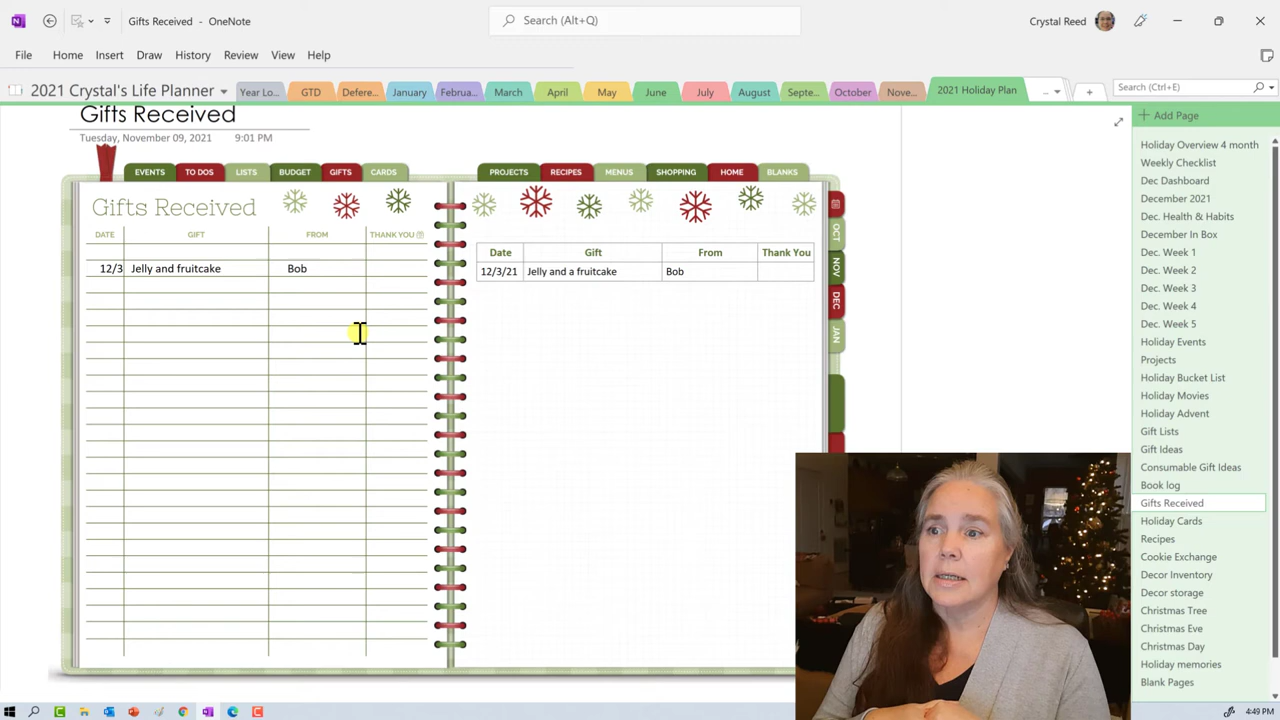 Gifts Received - OneNote
Search (Alt+Q)
Crystal Reed
File Home Insert Draw History Review View Help
2021 Crystal's Life Planner
Year Lo... GTD Defere... January Februa... March April May June July August Septe... October Nove... 2021 Holiday Plan ...
Search (Ctrl+E)
Gifts Received
Tuesday, November 09, 2021 9:01 PM
EVENTS TO DOS LISTS BUDGET GIFTS CARDS
PROJECTS RECIPES MENUS SHOPPING HOME BLANKS
Gifts Received
DATE GIFT FROM THANK YOU
12/3 Jelly and fruitcake Bob
Date Gift From Thank You
12/3/21 Jelly and a fruitcake Bob
OCT
NOV
DEC
JAN
Add Page
Holiday Overview 4 month
Weekly Checklist
Dec Dashboard
December 2021
Dec. Health & Habits
December In Box
Dec. Week 1
Dec. Week 2
Dec. Week 3
Dec. Week 4
Dec. Week 5
Holiday Events
Projects
Holiday Bucket List
Holiday Movies
Holiday Advent
Gift Lists
Gift Ideas
Consumable Gift Ideas
Book log
Gifts Received
Holiday Cards
Recipes
Cookie Exchange
Decor Inventory
Decor storage
Christmas Tree
Christmas Eve
Christmas Day
Holiday memories
Blank Pages
4:49 PM